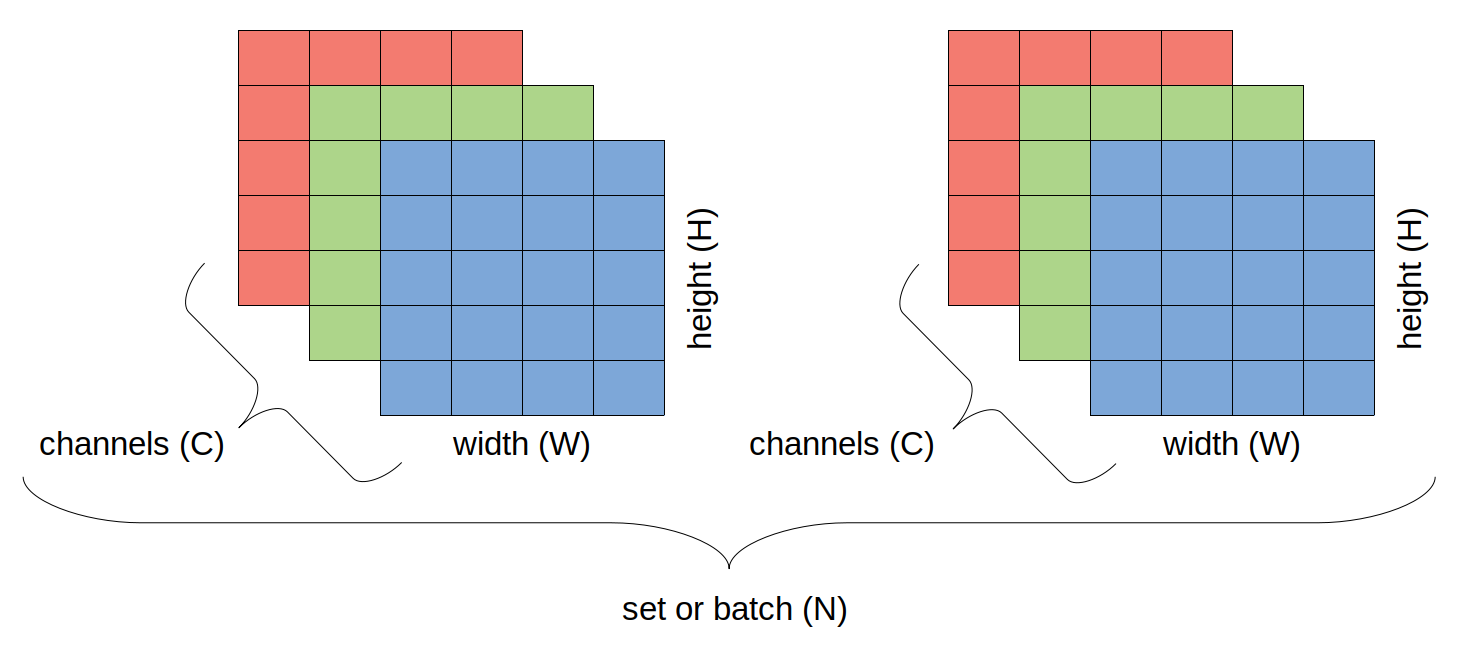 height (H)
height (H)
channels (C)
width (W)
channels (C)
width (W)
set or batch (N)